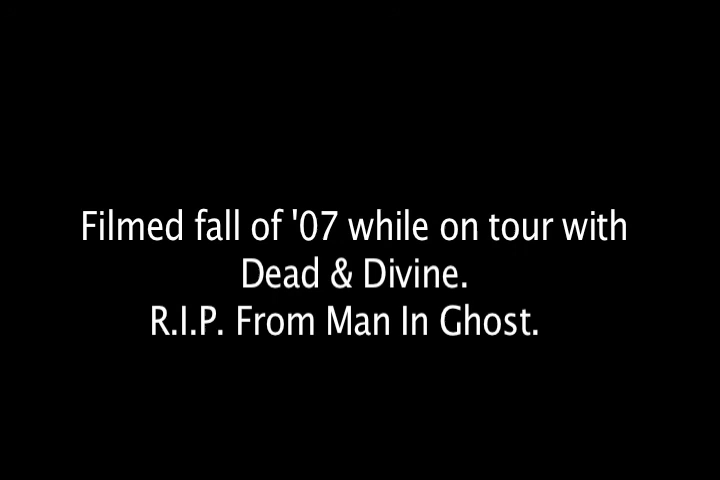 Filmed fall of '07 while on tour with
Dead & Divine.
R.I.P. From Man In Ghost.